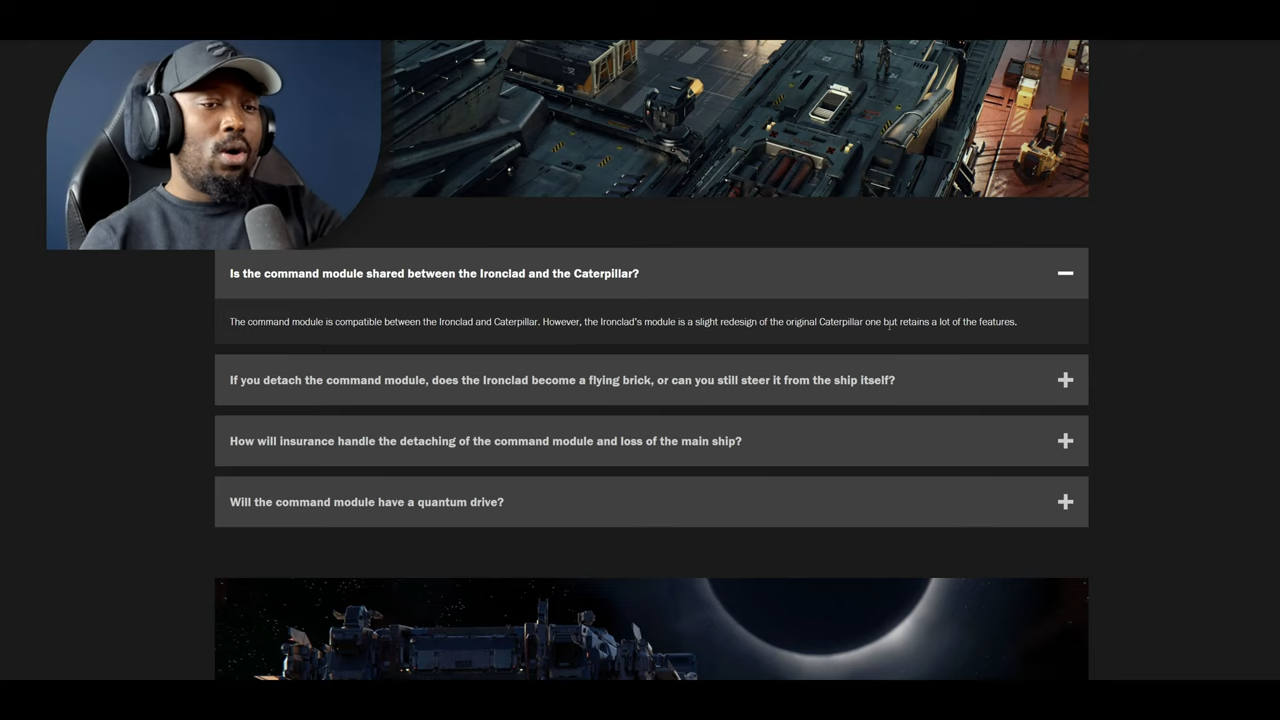 Is the command module shared between the Ironclad and the Caterpillar?
The command module is compatible between the Ironclad and Caterpillar. However, the Ironclad's module is a slight redesign of the original Caterpillar one but retains a lot of the features.
If you detach the command module, does the Ironclad become a flying brick, or can you still steer it from the ship itself?
How will insurance handle the detaching of the command module and loss of the main ship?
Will the command module have a quantum drive?